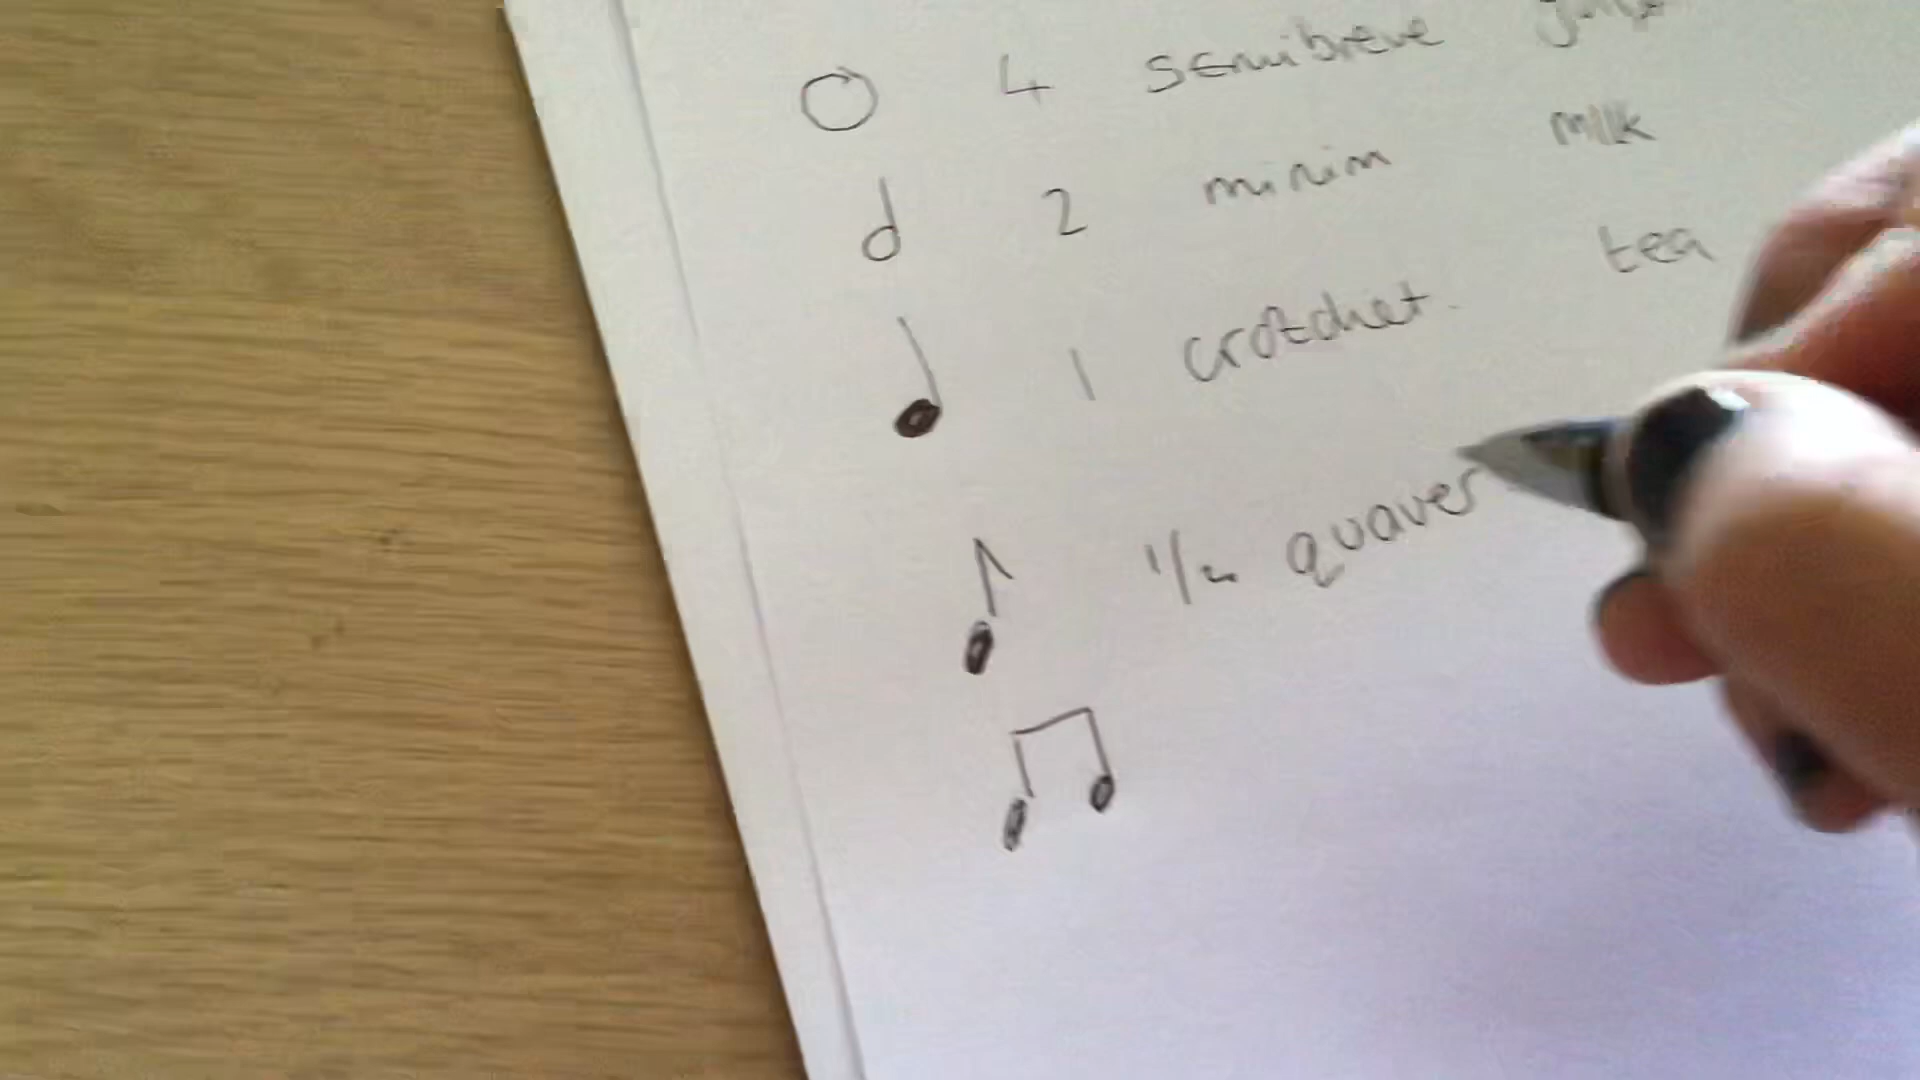 4 semibreve
2 minim milk
1 crotchet. tea
1/2 quaver